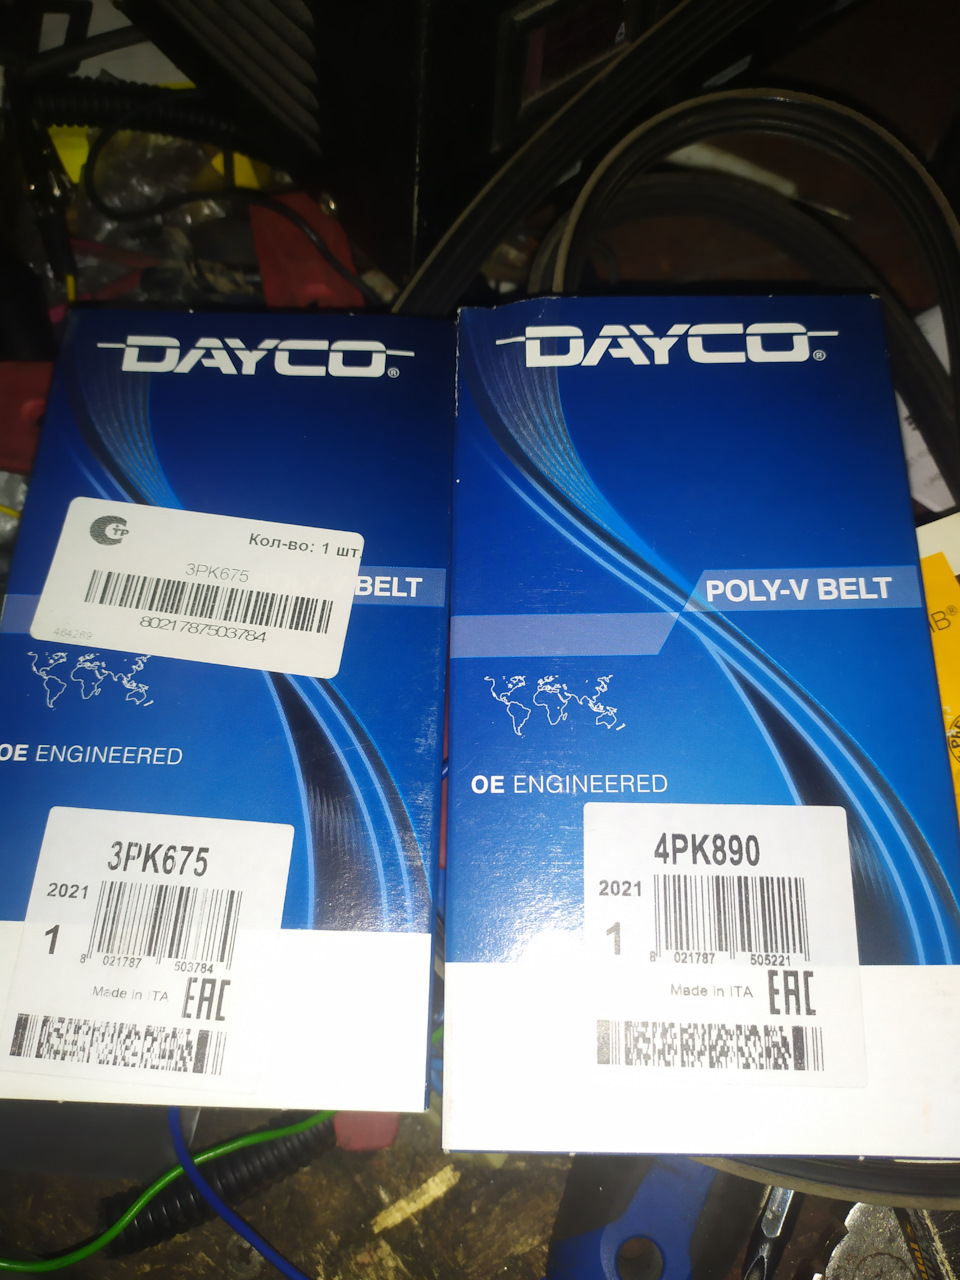 DAYCO®
СТР
Кол-во: 1 шт.
3PK675
8021787503784
464269
BELT
OE ENGINEERED
3PK675
2021
1
8 021787 503784
Made in ITA
EAC
DAYCO®
POLY-V BELT
OE ENGINEERED
4PK890
2021
1
8 021787 505221
Made in ITA
EAC